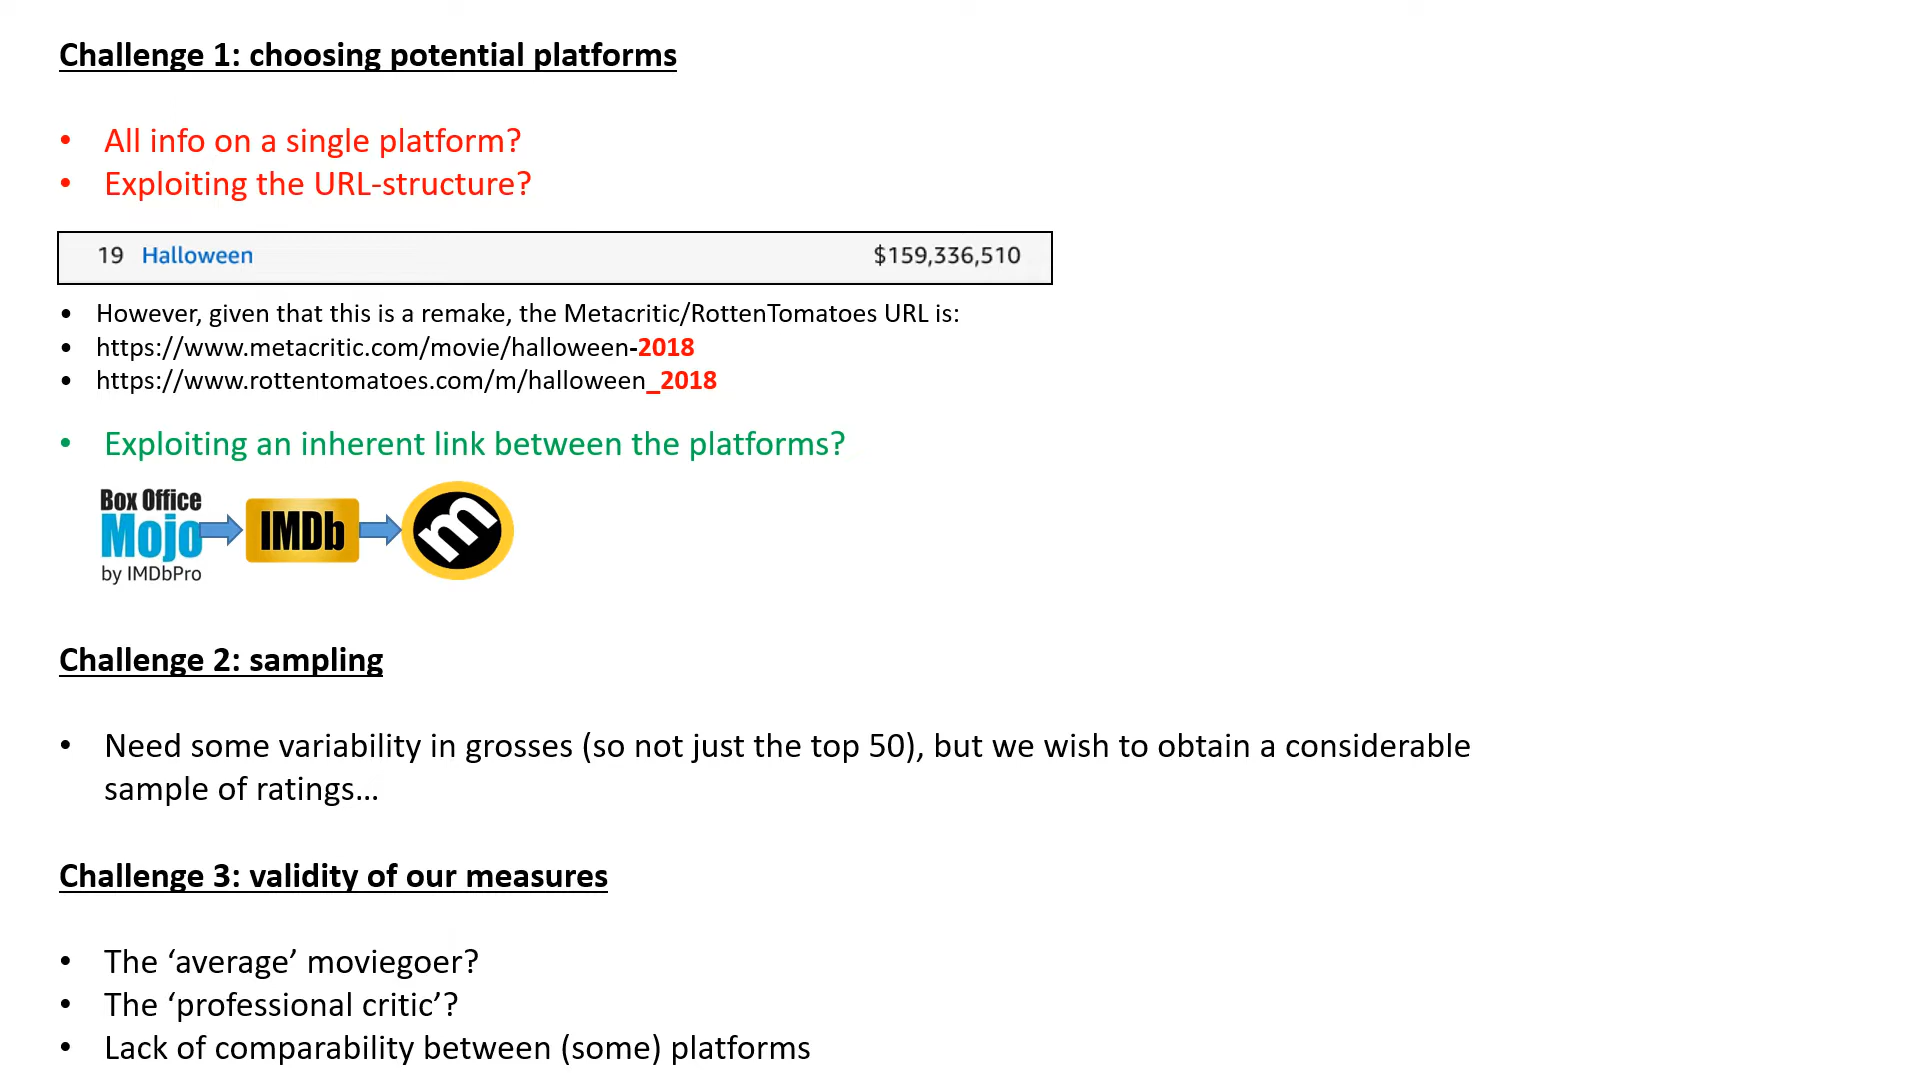 Challenge 1: choosing potential platforms
• All info on a single platform?
• Exploiting the URL-structure?
19 Halloween $159,336,510
• However, given that this is a remake, the Metacritic/RottenTomatoes URL is:
• https://www.metacritic.com/movie/halloween-2018
• https://www.rottentomatoes.com/m/halloween_2018
• Exploiting an inherent link between the platforms?
Box Office
Mojo
by IMDbPro
IMDb
m
Challenge 2: sampling
• Need some variability in grosses (so not just the top 50), but we wish to obtain a considerable
sample of ratings...
Challenge 3: validity of our measures
• The ‘average’ moviegoer?
• The ‘professional critic’?
• Lack of comparability between (some) platforms